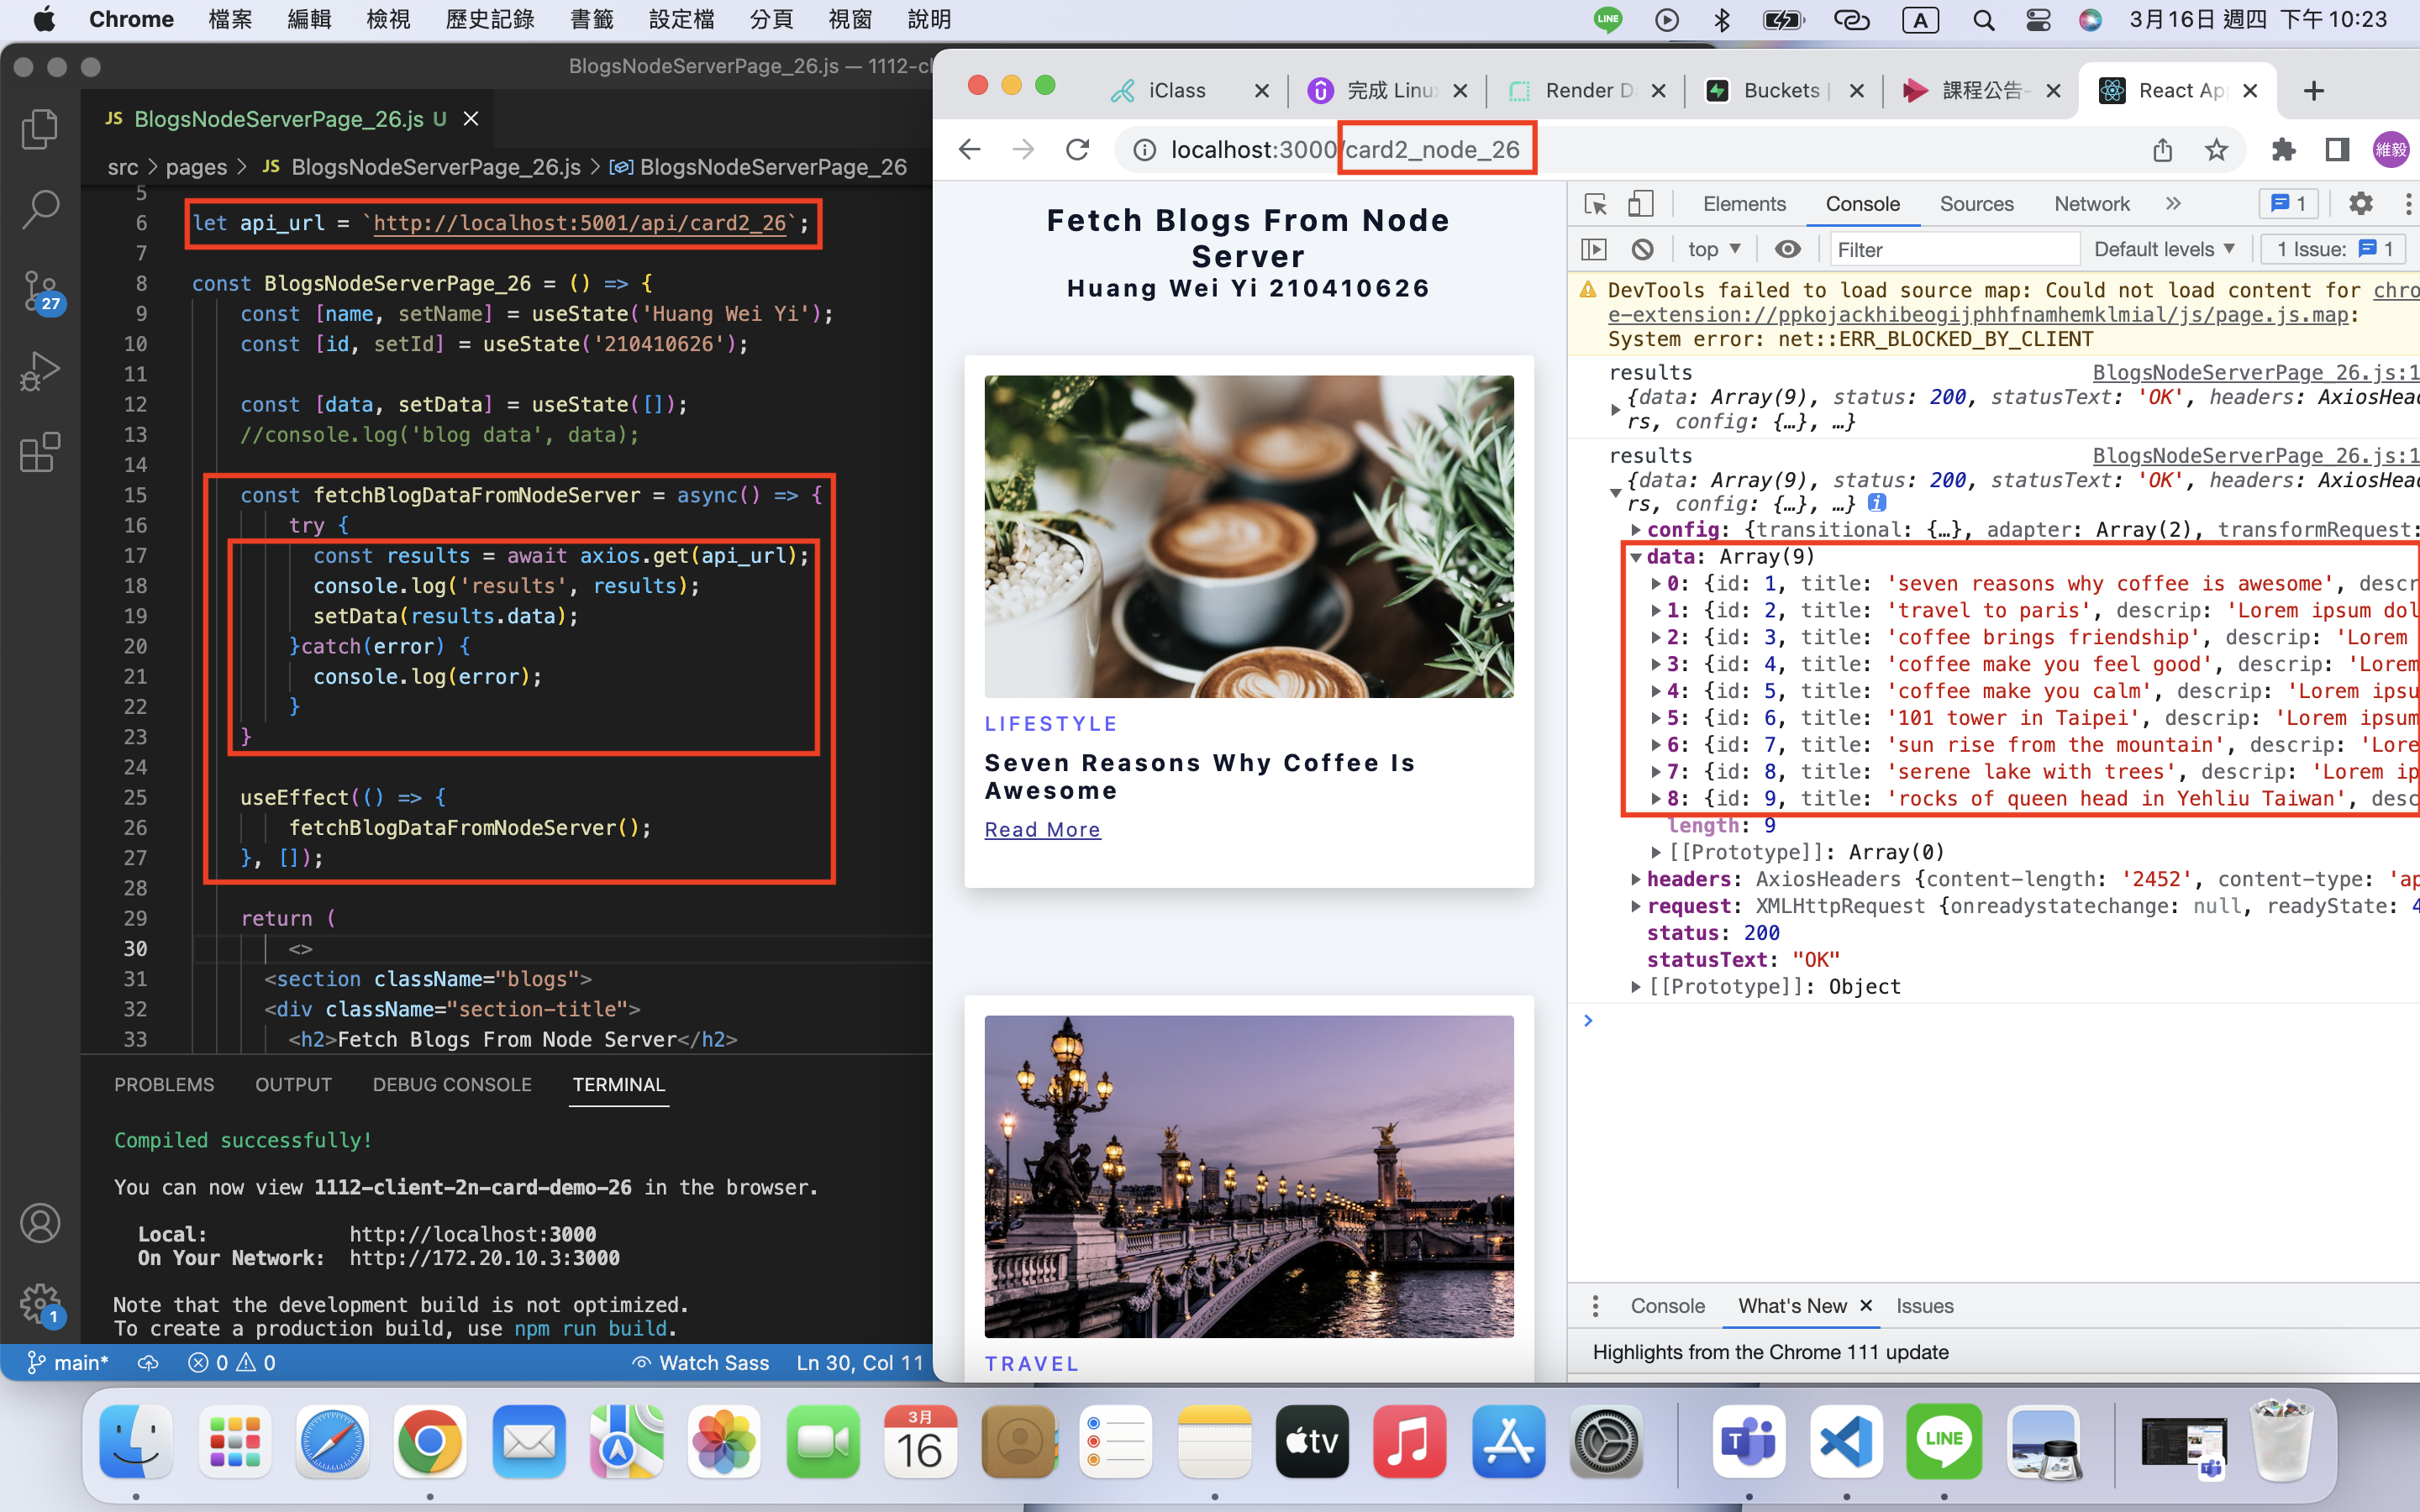 Chrome 檔案 編輯 檢視 歷史記錄 書籤 設定檔 分頁 視窗 說明
LINE A 3月16日 週四 下午10:23
BlogsNodeServerPage_26.js — 1112-cl
JS BlogsNodeServerPage_26.js U
src > pages > JS BlogsNodeServerPage_26.js > BlogsNodeServerPage_26
5
6 let api_url = `http://localhost:5001/api/card2_26`;
7
8 const BlogsNodeServerPage_26 = () => {
9 const [name, setName] = useState('Huang Wei Yi');
10 const [id, setId] = useState('210410626');
11
12 const [data, setData] = useState([]);
13 //console.log('blog data', data);
14
15 const fetchBlogDataFromNodeServer = async() => {
16 try {
17 const results = await axios.get(api_url);
18 console.log('results', results);
19 setData(results.data);
20 }catch(error) {
21 console.log(error);
22 }
23 }
24
25 useEffect(() => {
26 fetchBlogDataFromNodeServer();
27 }, []);
28
29 return (
30 <>
31 <section className="blogs">
32 <div className="section-title">
33 <h2>Fetch Blogs From Node Server</h2>
27
1
PROBLEMS OUTPUT DEBUG CONSOLE TERMINAL
Compiled successfully!
You can now view 1112-client-2n-card-demo-26 in the browser.
Local: http://localhost:3000
On Your Network: http://172.20.10.3:3000
Note that the development build is not optimized.
To create a production build, use npm run build.
main* 0 0 Watch Sass Ln 30, Col 11
iClass 完成 Linu Render D Buckets | 課程公告- React Ap
localhost:3000/card2_node_26 維毅
Fetch Blogs From Node
Server
Huang Wei Yi 210410626
LIFESTYLE
Seven Reasons Why Coffee Is
Awesome
Read More
TRAVEL
Elements Console Sources Network » 1
top Filter Default levels 1 Issue: 1
DevTools failed to load source map: Could not load content for chro
e-extension://ppkojackhibeogijphhfnamhemklmial/js/page.js.map:
System error: net::ERR_BLOCKED_BY_CLIENT
results BlogsNodeServerPage_26.js:1
{data: Array(9), status: 200, statusText: 'OK', headers: AxiosHea
rs, config: {…}, …}
results BlogsNodeServerPage_26.js:1
{data: Array(9), status: 200, statusText: 'OK', headers: AxiosHea
rs, config: {…}, …} i
config: {transitional: {…}, adapter: Array(2), transformRequest:
data: Array(9)
0: {id: 1, title: 'seven reasons why coffee is awesome', descr
1: {id: 2, title: 'travel to paris', descrip: 'Lorem ipsum dol
2: {id: 3, title: 'coffee brings friendship', descrip: 'Lorem
3: {id: 4, title: 'coffee make you feel good', descrip: 'Lorem
4: {id: 5, title: 'coffee make you calm', descrip: 'Lorem ipsu
5: {id: 6, title: '101 tower in Taipei', descrip: 'Lorem ipsum
6: {id: 7, title: 'sun rise from the mountain', descrip: 'Lore
7: {id: 8, title: 'serene lake with trees', descrip: 'Lorem ip
8: {id: 9, title: 'rocks of queen head in Yehliu Taiwan', desc
length: 9
[[Prototype]]: Array(0)
headers: AxiosHeaders {content-length: '2452', content-type: 'ap
request: XMLHttpRequest {onreadystatechange: null, readyState: 4
status: 200
statusText: "OK"
[[Prototype]]: Object
Console What's New Issues
Highlights from the Chrome 111 update
3月
16
tv
LINE